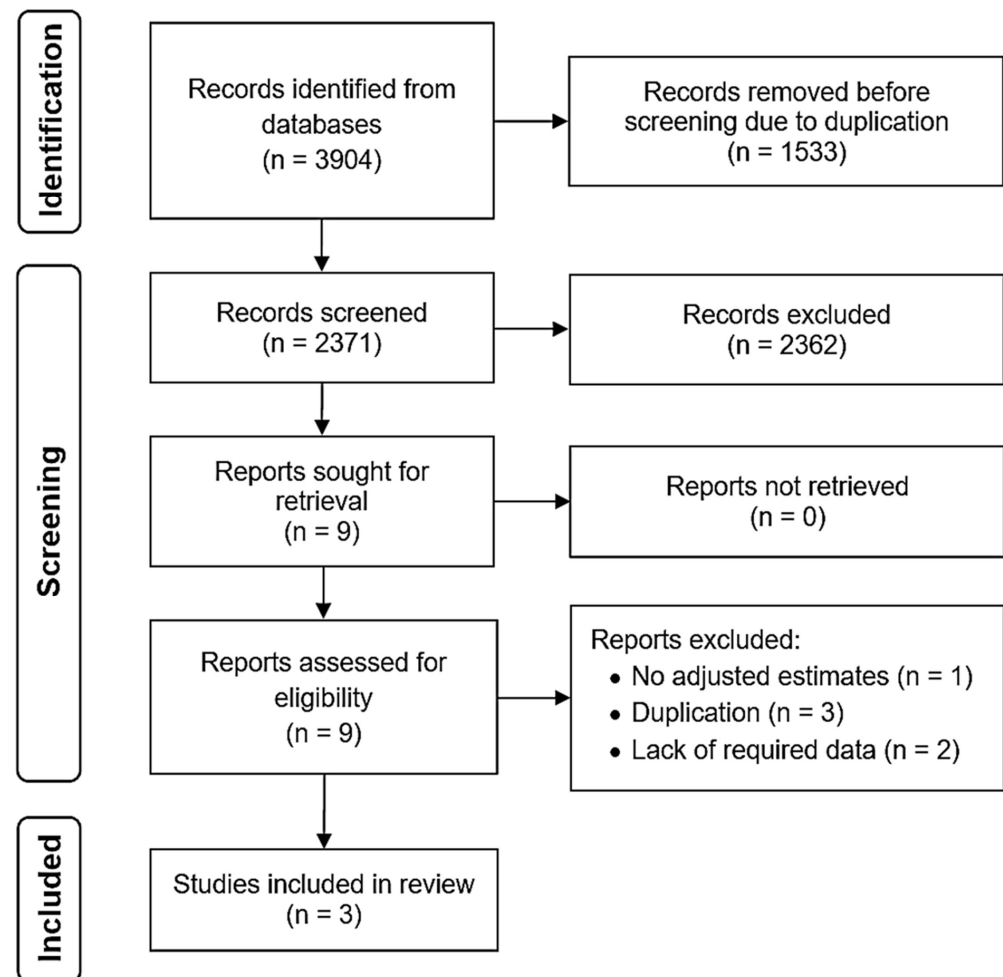 Identification
Records identified from
databases
(n = 3904)
Records removed before
screening due to duplication
(n = 1533)
Screening
Records screened
(n = 2371)
Records excluded
(n = 2362)
Reports sought for
retrieval
(n = 9)
Reports not retrieved
(n = 0)
Reports assessed for
eligibility
(n = 9)
Reports excluded:
• No adjusted estimates (n = 1)
• Duplication (n = 3)
• Lack of required data (n = 2)
Included
Studies included in review
(n = 3)